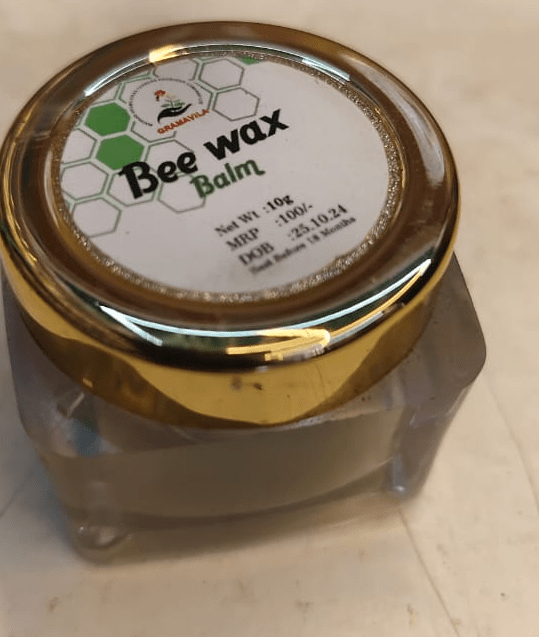 GRAMAVILA
Bee wax
Balm
Net Wt :10g
MRP :100/-
DOB :25.10.24
Best Before 18 Months